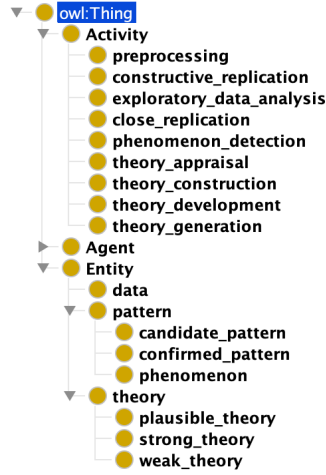 owl:Thing
Activity
preprocessing
constructive_replication
exploratory_data_analysis
close_replication
phenomenon_detection
theory_appraisal
theory_construction
theory_development
theory_generation
Agent
Entity
data
pattern
candidate_pattern
confirmed_pattern
phenomenon
theory
plausible_theory
strong_theory
weak_theory